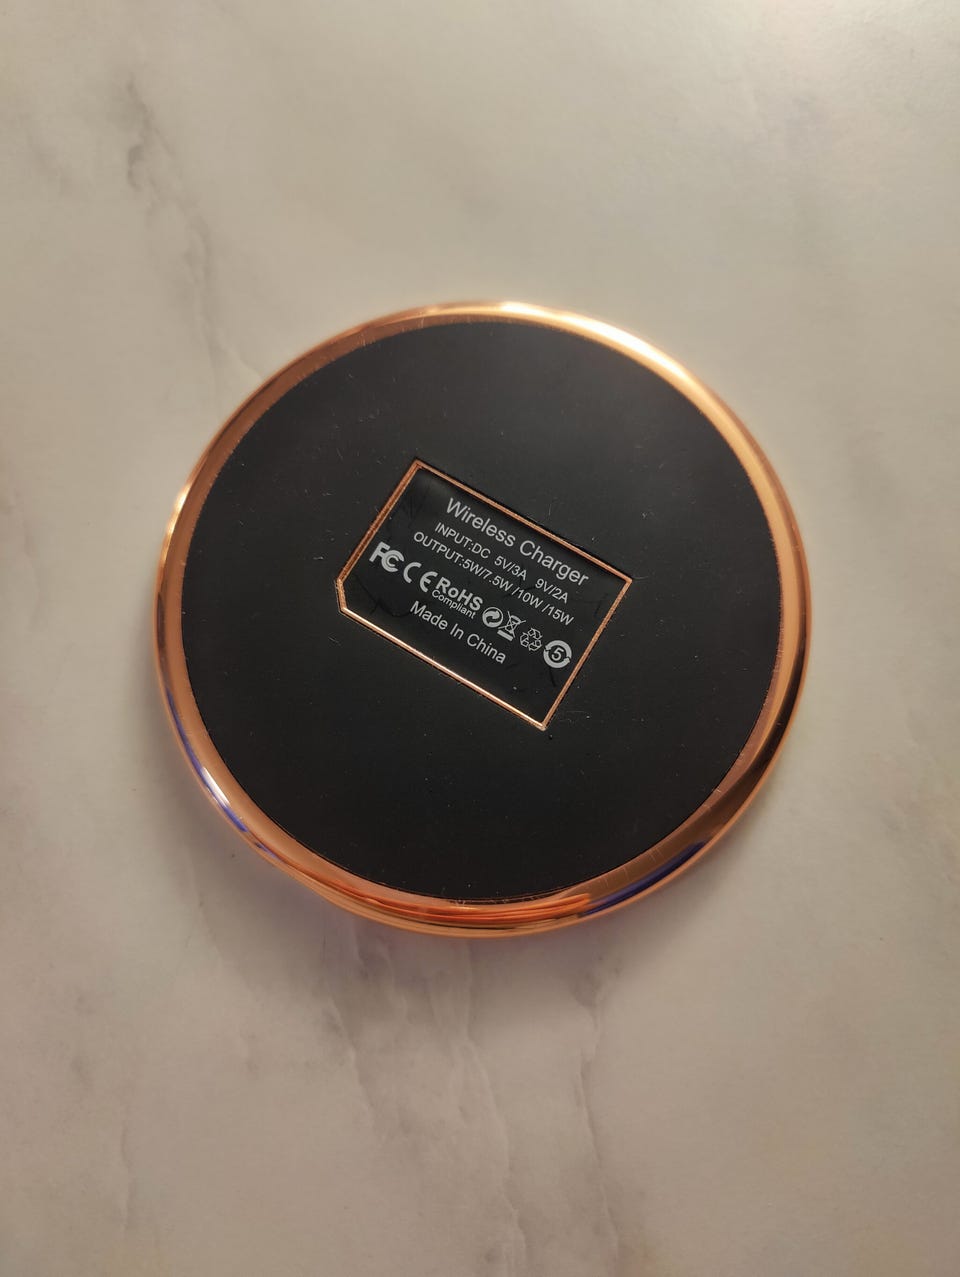 Wireless Charger
INPUT:DC 5V/3A 9V/2A
OUTPUT:5W/7.5W /10W /15W
FC CE RoHS Compliant 5
Made In China